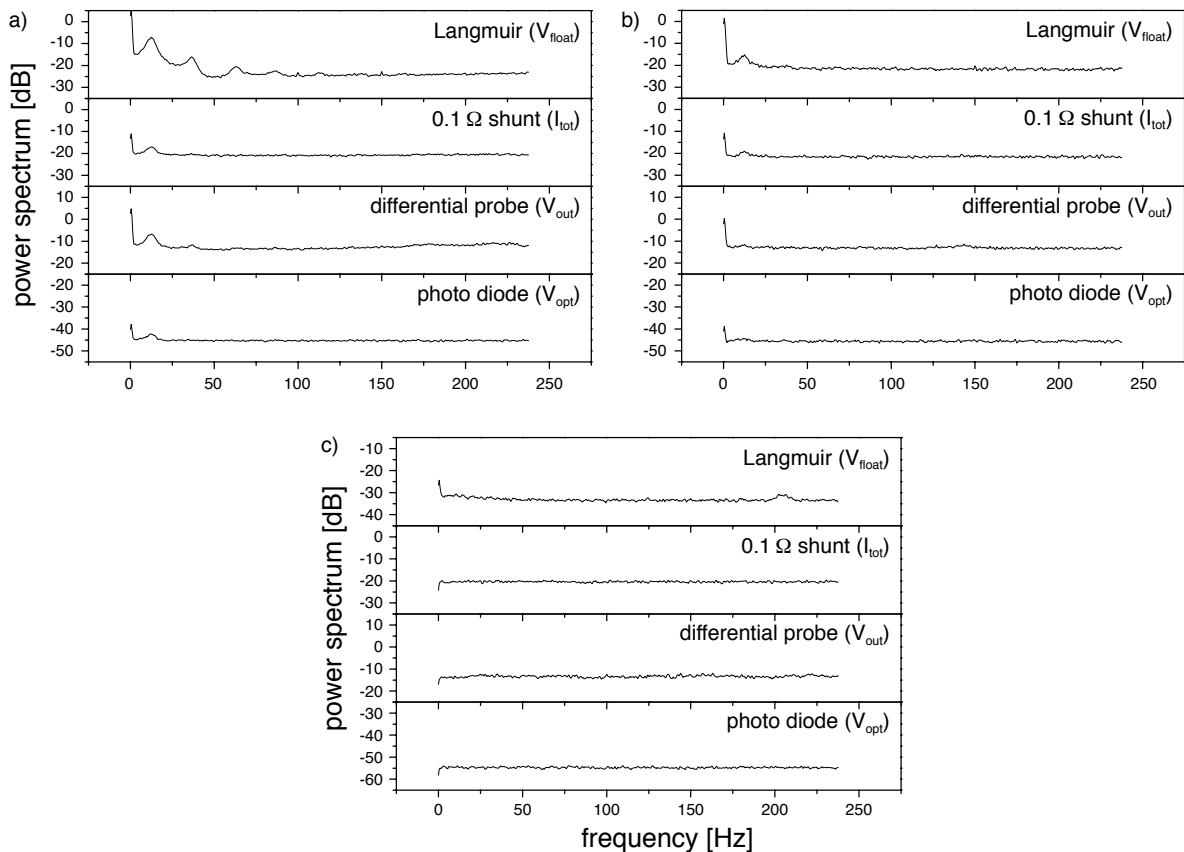 a)
power spectrum [dB]
Langmuir (V_float)
0
-10
-20
-30
0.1 Ω shunt (I_tot)
0
-10
-20
-30
differential probe (V_out)
10
0
-10
20
photo diode (V_opt)
-20
-30
-40
-50
0 50 100 150 200 250
b)
Langmuir (V_float)
0
-10
-20
-30
0.1 Ω shunt (I_tot)
0
-10
-20
-30
differential probe (V_out)
10
0
-10
20
photo diode (V_opt)
-20
-30
-40
-50
0 50 100 150 200 250
c)
power spectrum [dB]
Langmuir (V_float)
-10
-20
-30
-40
0.1 Ω shunt (I_tot)
0
-10
-20
-30
differential probe (V_out)
10
0
-10
-20
photo diode (V_opt)
-30
-40
-50
-60
0 50 100 150 200 250
frequency [Hz]